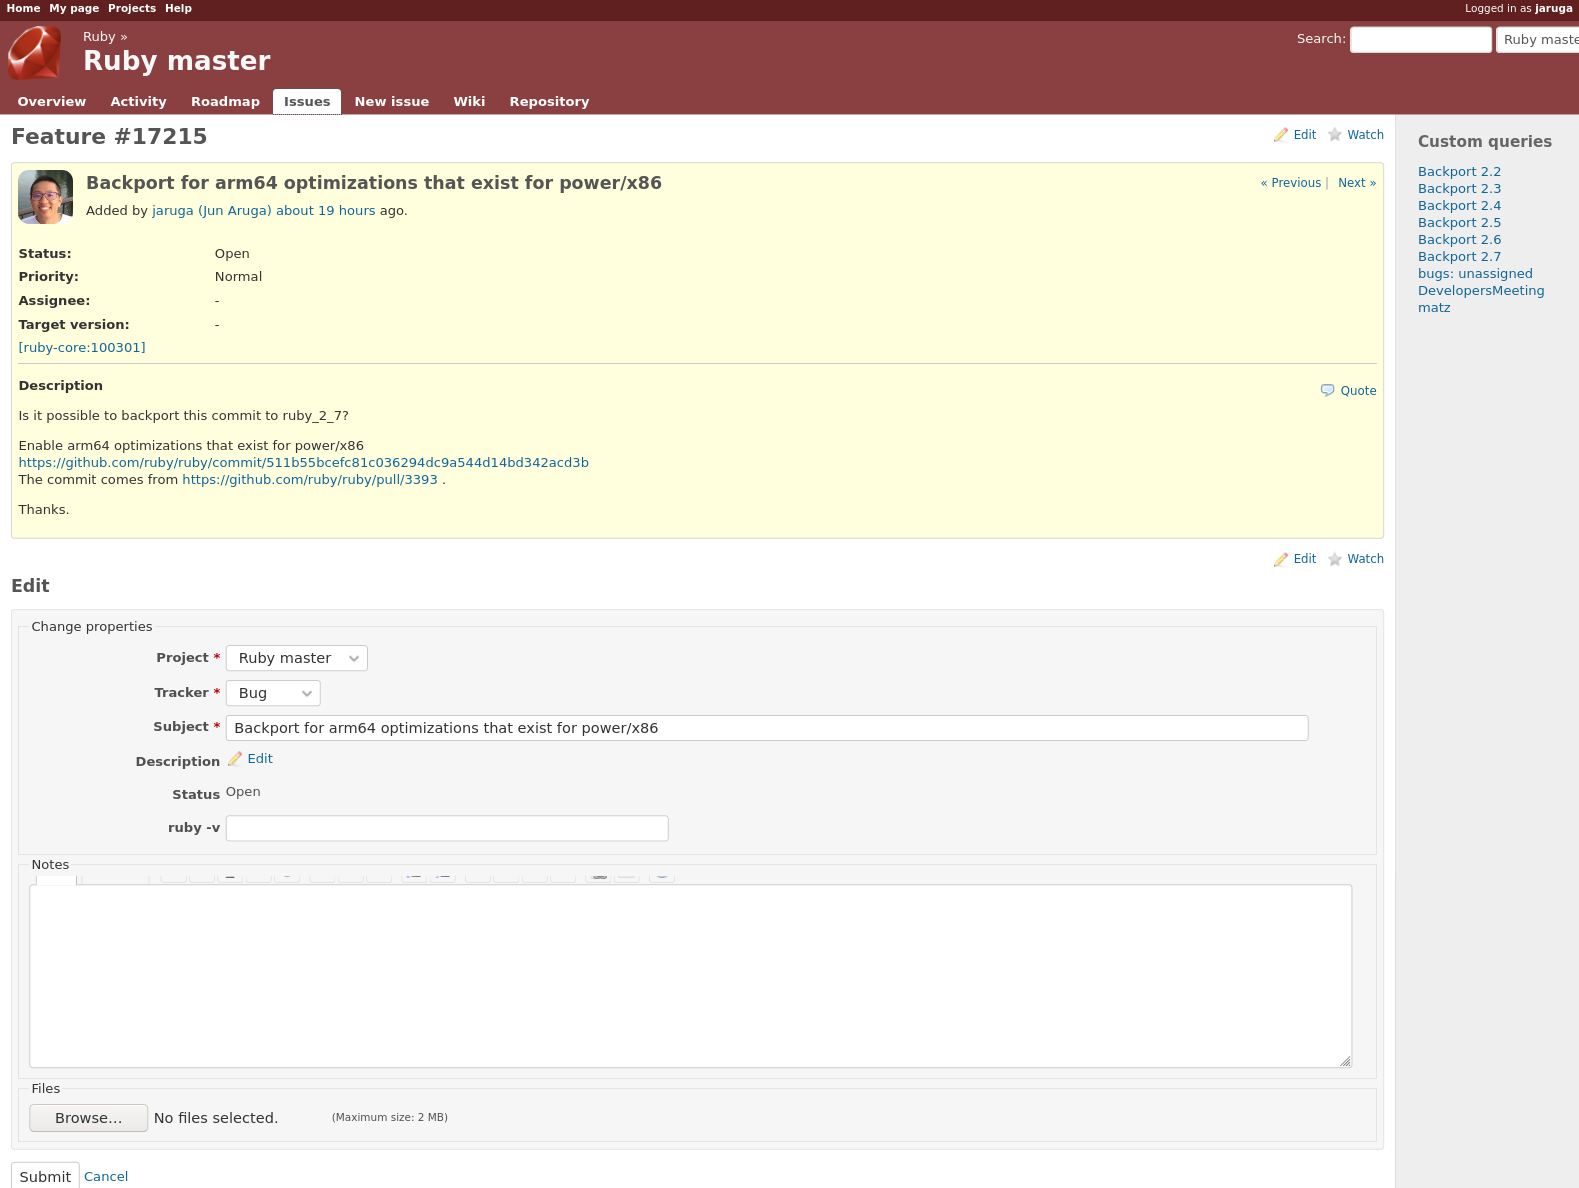 Home My page Projects Help
Logged in as jaruga
Ruby »
Search:
Ruby maste
Ruby master
Overview Activity Roadmap Issues New issue Wiki Repository
Feature #17215
Edit Watch
Backport for arm64 optimizations that exist for power/x86
« Previous | Next »
Added by jaruga (Jun Aruga) about 19 hours ago.
Status: Open
Priority: Normal
Assignee: -
Target version: -
[ruby-core:100301]
Description
Quote
Is it possible to backport this commit to ruby_2_7?
Enable arm64 optimizations that exist for power/x86
https://github.com/ruby/ruby/commit/511b55bcefc81c036294dc9a544d14bd342acd3b
The commit comes from https://github.com/ruby/ruby/pull/3393 .
Thanks.
Edit Watch
Edit
Change properties
Project * Ruby master
Tracker * Bug
Subject * Backport for arm64 optimizations that exist for power/x86
Description Edit
Status Open
ruby -v
Notes
Files
Browse... No files selected. (Maximum size: 2 MB)
Submit Cancel
Custom queries
Backport 2.2
Backport 2.3
Backport 2.4
Backport 2.5
Backport 2.6
Backport 2.7
bugs: unassigned
DevelopersMeeting
matz